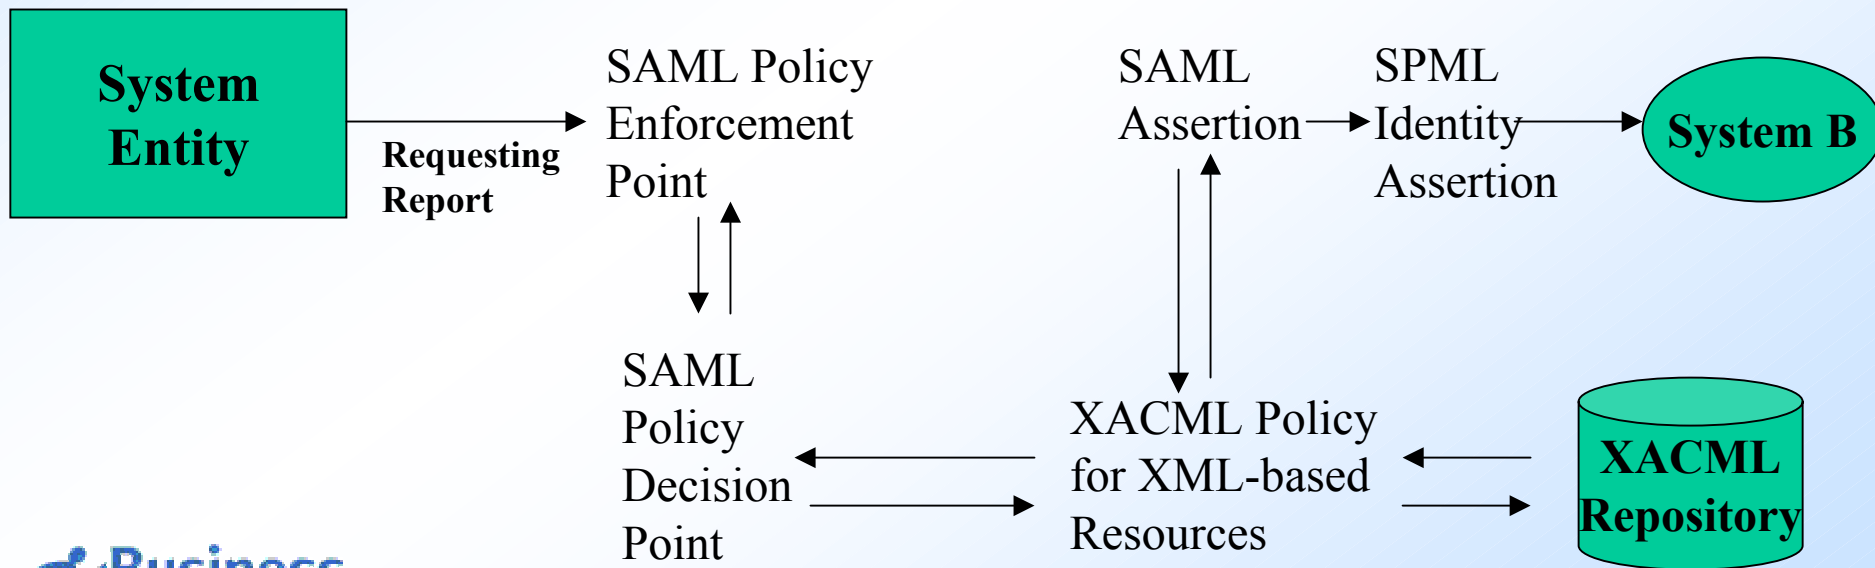 System
Entity
Requesting
Report
SAML Policy
Enforcement
Point
SAML
Assertion
SPML
Identity
Assertion
System B
SAML
Policy
Decision
Point
XACML Policy
for XML-based
Resources
XACML
Repository
Business